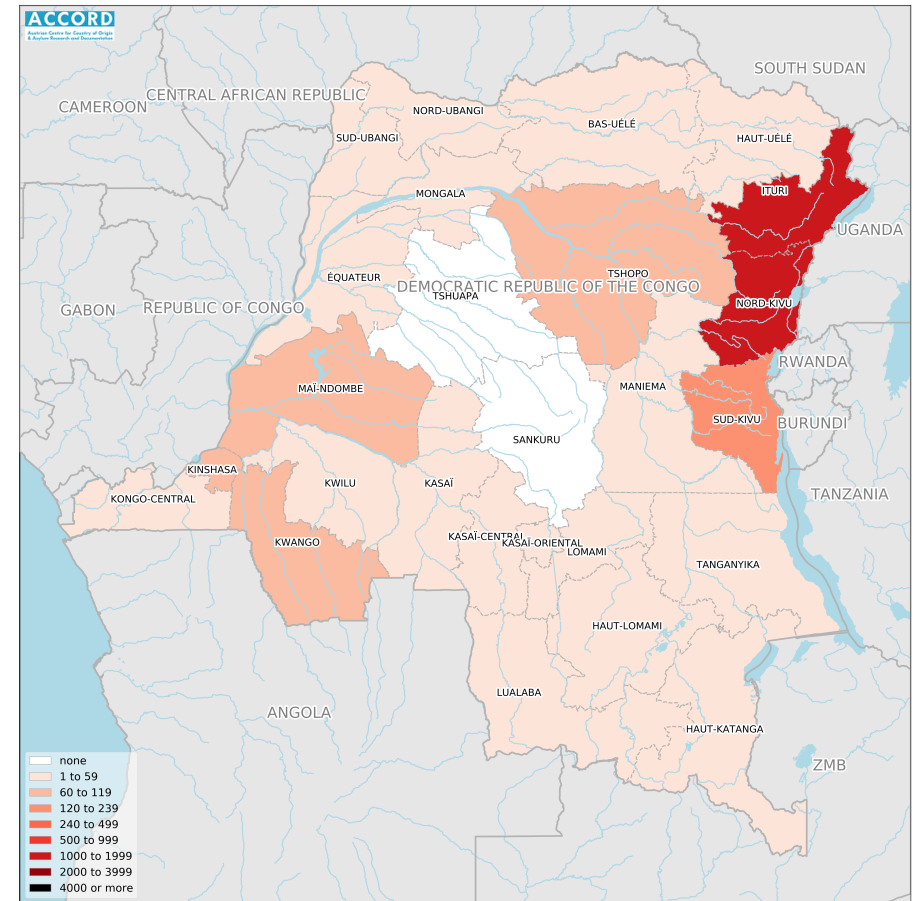 ACCORD
Austrian Centre for Country of Origin
& Asylum Research and Documentation
SOUTH SUDAN
CENTRAL AFRICAN REPUBLIC
CAMEROON
NORD-UBANGI
BAS-UÉLÉ
SUD-UBANGI
HAUT-UÉLÉ
MONGALA
ITURI
UGANDA
ÉQUATEUR
TSHOPO
DEMOCRATIC REPUBLIC OF THE CONGO
TSHUAPA
GABON
REPUBLIC OF CONGO
NORD-KIVU
RWANDA
MAÏ-NDOMBE
MANIEMA
SUD-KIVU
BURUNDI
SANKURU
KINSHASA
KWILU
KASAÏ
TANZANIA
KONGO-CENTRAL
KASAÏ-CENTRAL
KASAÏ-ORIENTAL
KWANGO
LOMAMI
TANGANYIKA
HAUT-LOMAMI
LUALABA
ANGOLA
HAUT-KATANGA
ZMB
none
1 to 59
60 to 119
120 to 239
240 to 499
500 to 999
1000 to 1999
2000 to 3999
4000 or more